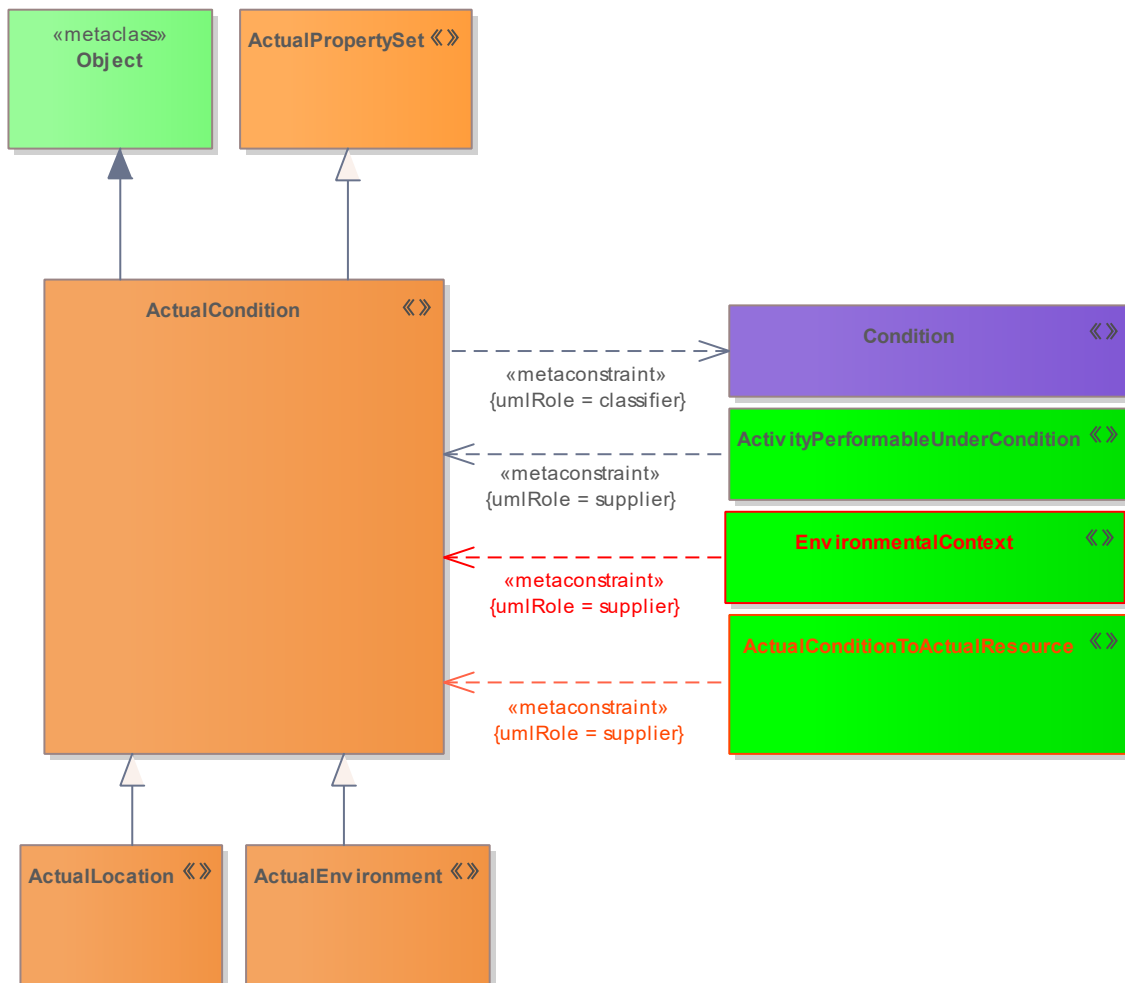 «metaclass»
Object
ActualPropertySet «»
ActualCondition «»
Condition «»
«metaconstraint»
{umlRole = classifier}
ActivityPerformableUnderCondition «»
«metaconstraint»
{umlRole = supplier}
EnvironmentalContext «»
«metaconstraint»
{umlRole = supplier}
ActualConditionToActualResource «»
«metaconstraint»
{umlRole = supplier}
ActualLocation «»
ActualEnvironment «»